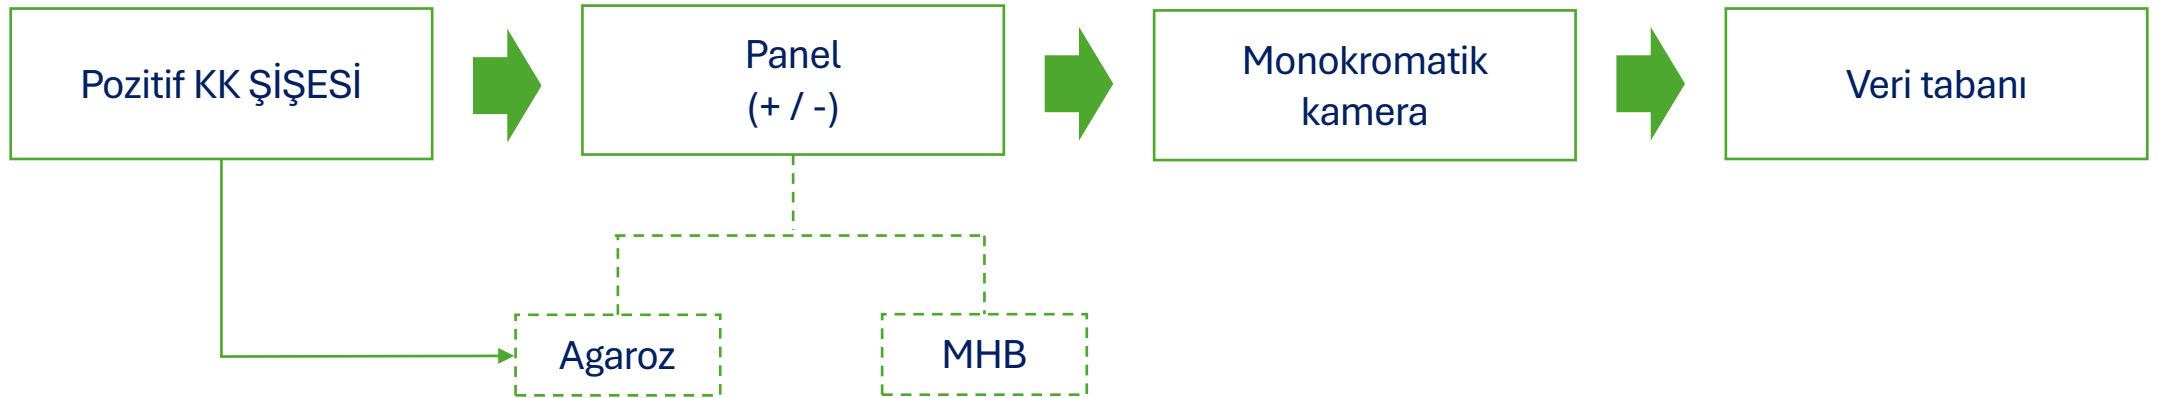 Pozitif KK ŞİŞESİ
Panel
(+ / -)
Monokromatik
kamera
Veri tabanı
Agaroz
MHB